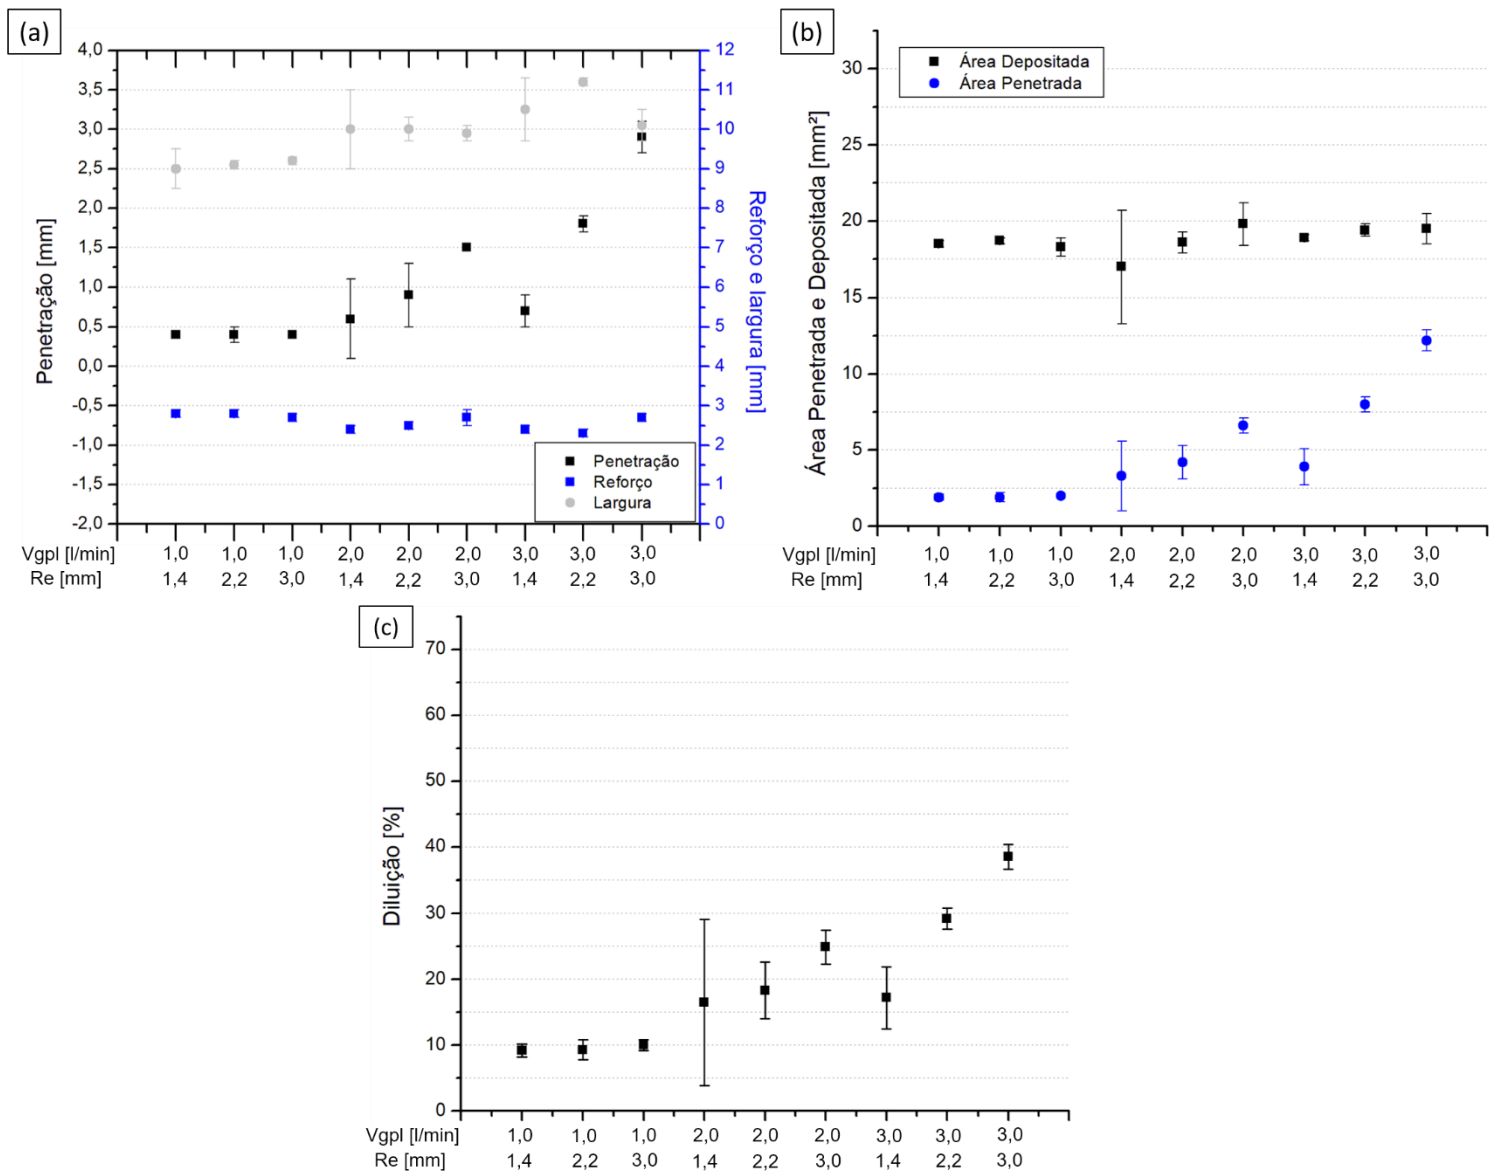 (a)
Penetração [mm]
4,0
3,5
3,0
2,5
2,0
1,5
1,0
0,5
0,0
-0,5
-1,0
-1,5
-2,0
12
11
10
9
8
7
6
5
4
3
2
1
0
Reforço e largura [mm]
Penetração
Reforço
Largura
Vgpl [l/min] 1,0 1,0 1,0 2,0 2,0 2,0 3,0 3,0 3,0
Re [mm] 1,4 2,2 3,0 1,4 2,2 3,0 1,4 2,2 3,0
(b)
Área Penetrada e Depositada [mm²]
30
25
20
15
10
5
0
Área Depositada
Área Penetrada
Vgpl [l/min] 1,0 1,0 1,0 2,0 2,0 2,0 3,0 3,0 3,0
Re [mm] 1,4 2,2 3,0 1,4 2,2 3,0 1,4 2,2 3,0
(c)
Diluição [%]
70
60
50
40
30
20
10
0
Vgpl [l/min] 1,0 1,0 1,0 2,0 2,0 2,0 3,0 3,0 3,0
Re [mm] 1,4 2,2 3,0 1,4 2,2 3,0 1,4 2,2 3,0